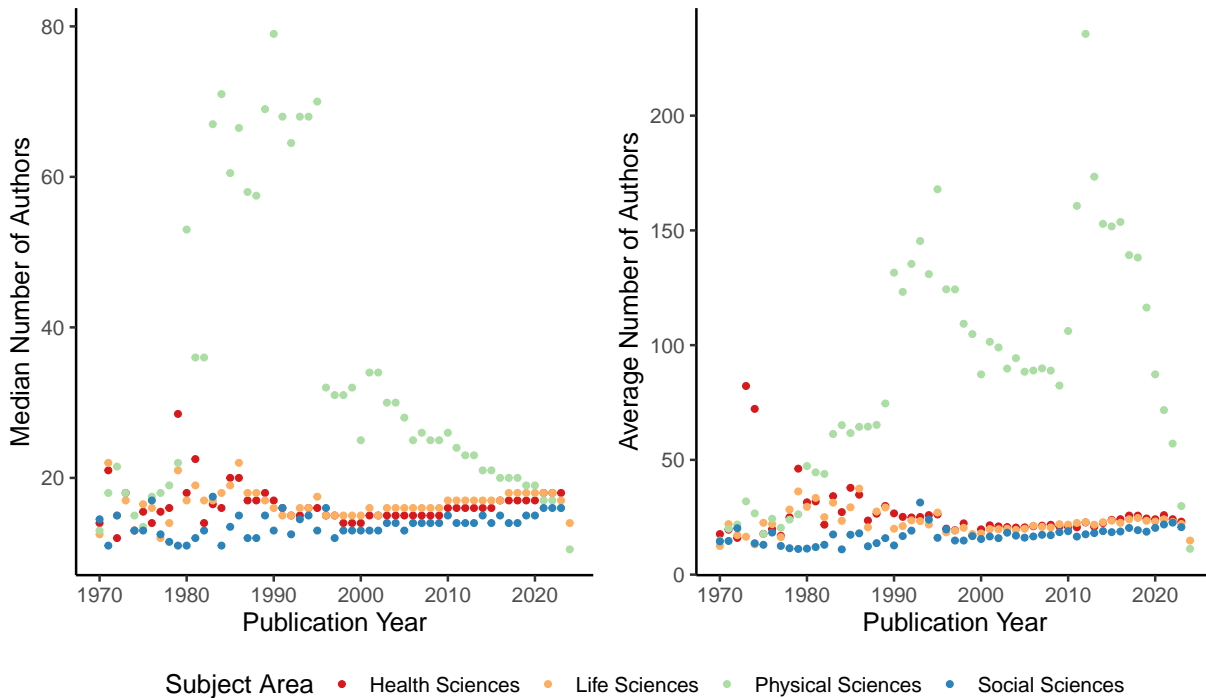 Median Number of Authors
80
60
40
20
1970 1980 1990 2000 2010 2020
Publication Year
Average Number of Authors
200
150
100
50
0
1970 1980 1990 2000 2010 2020
Publication Year
Subject Area Health Sciences Life Sciences Physical Sciences Social Sciences